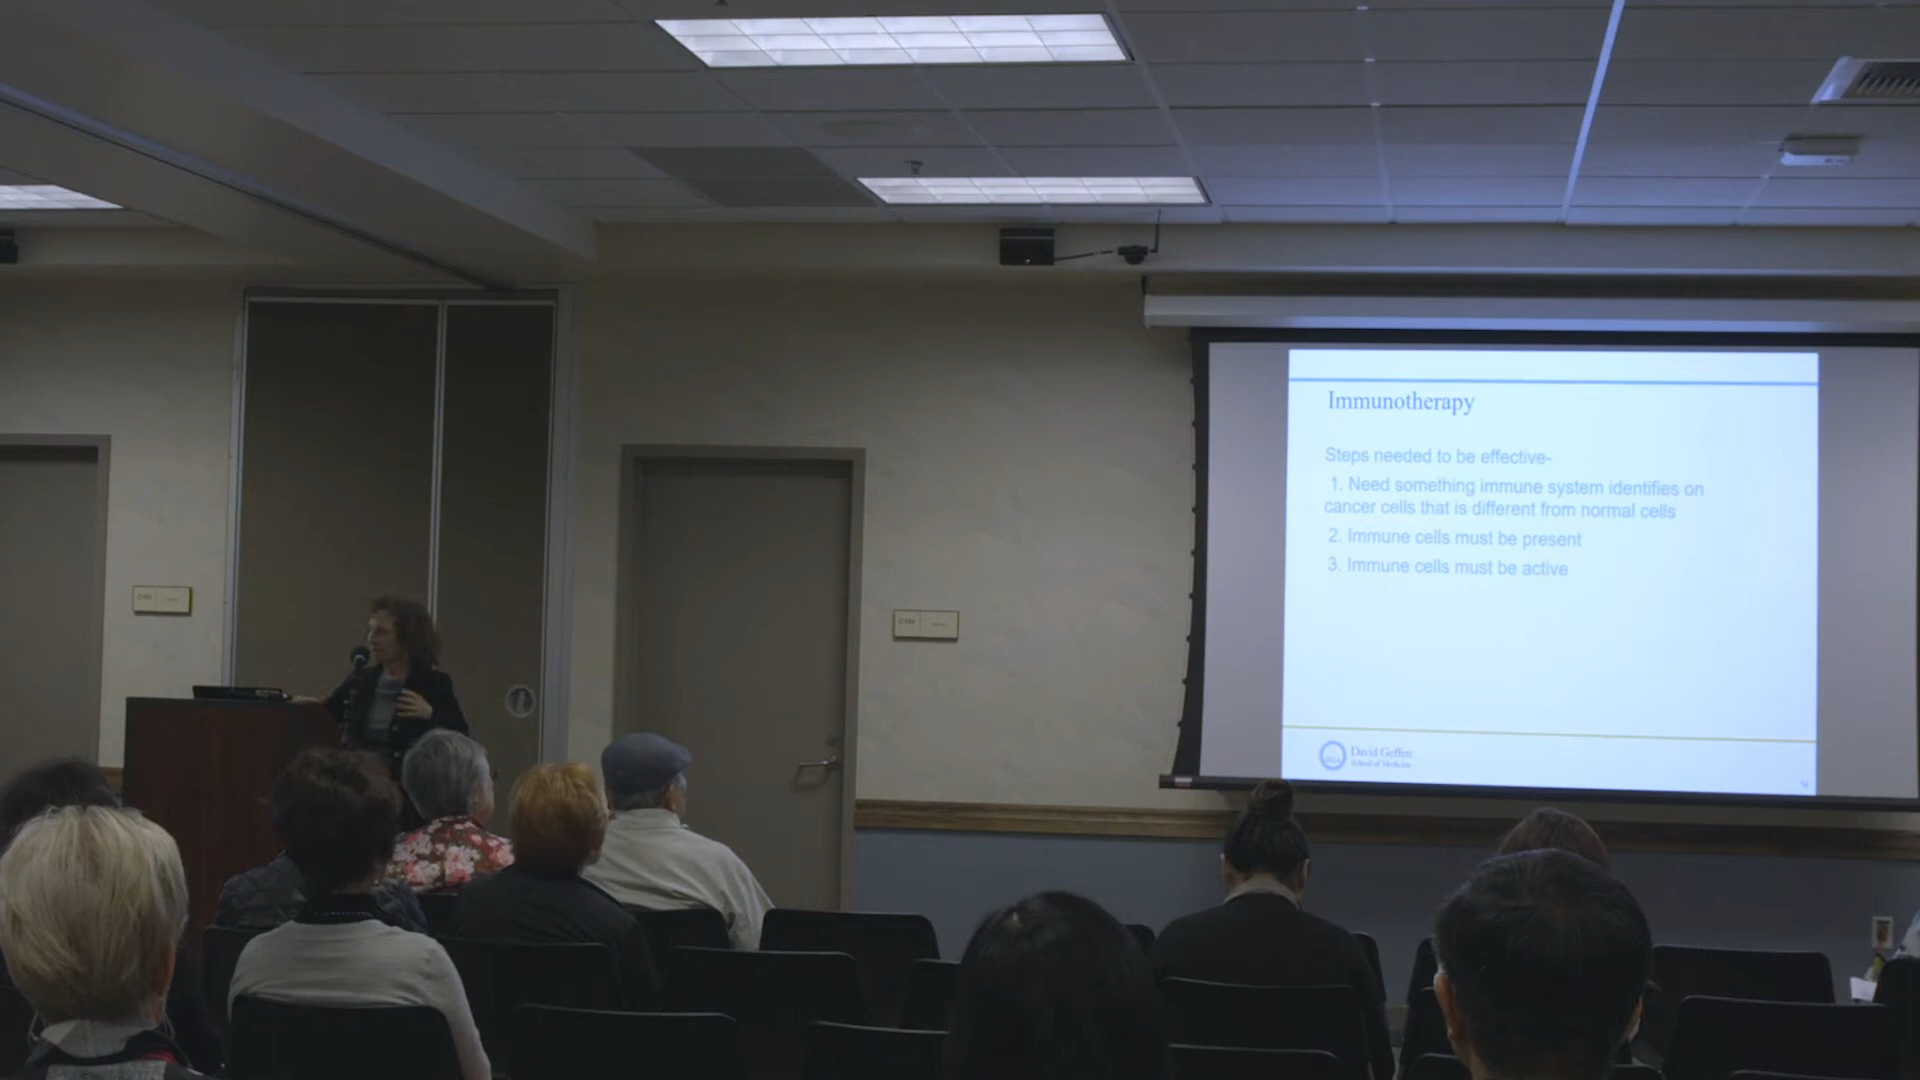 Immunotherapy
Steps needed to be effective-
1. Need something immune system identifies on
cancer cells that is different from normal cells
2. Immune cells must be present
3. Immune cells must be active
UCLA
David Geffen
School of Medicine